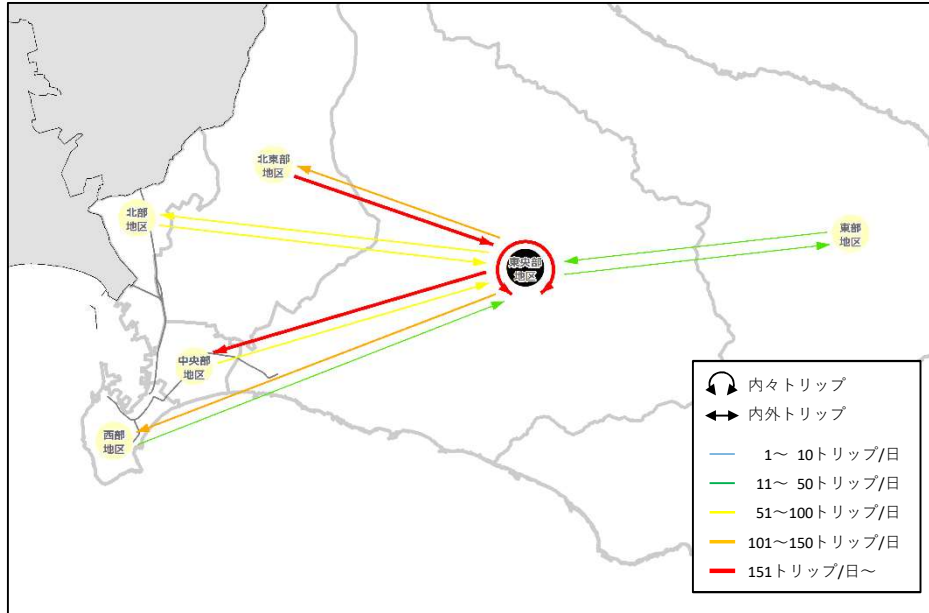 北東部
地区
北部
地区
東部
地区
東央部
地区
中央部
地区
西部
地区
内々トリップ
内外トリップ
1～ 10トリップ/日
11～ 50トリップ/日
51～100トリップ/日
101～150トリップ/日
151トリップ/日～